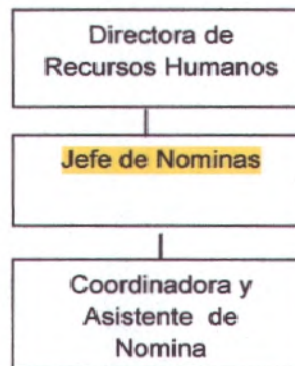 Directora de
Recursos Humanos
Jefe de Nominas
Coordinadora y
Asistente de
Nomina